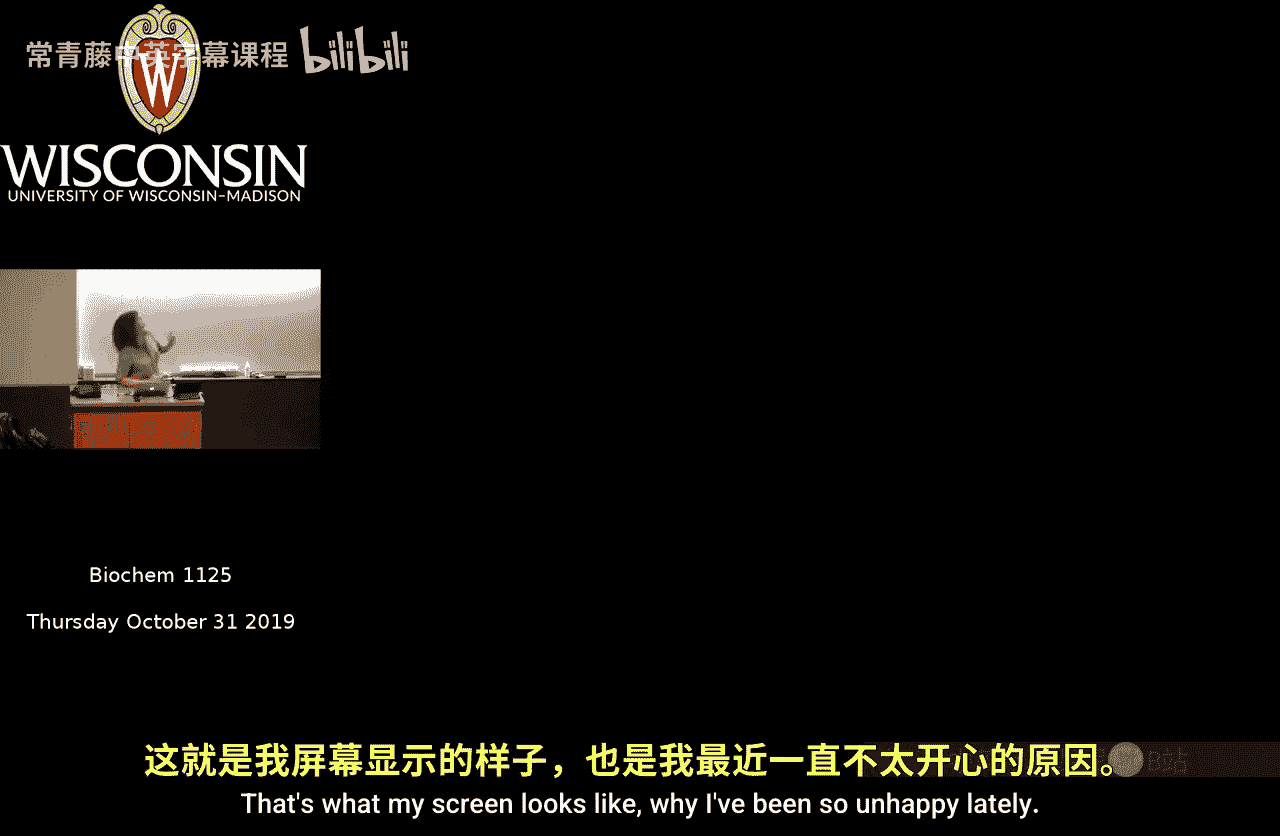 常青藤中英字幕课程 bilibili
W
WISCONSIN
UNIVERSITY OF WISCONSIN-MADISON
Biochem 1125
Thursday October 31 2019
这就是我屏幕显示的样子，也是我最近一直不太开心的原因。
B站
That's what my screen looks like, why I've been so unhappy lately.